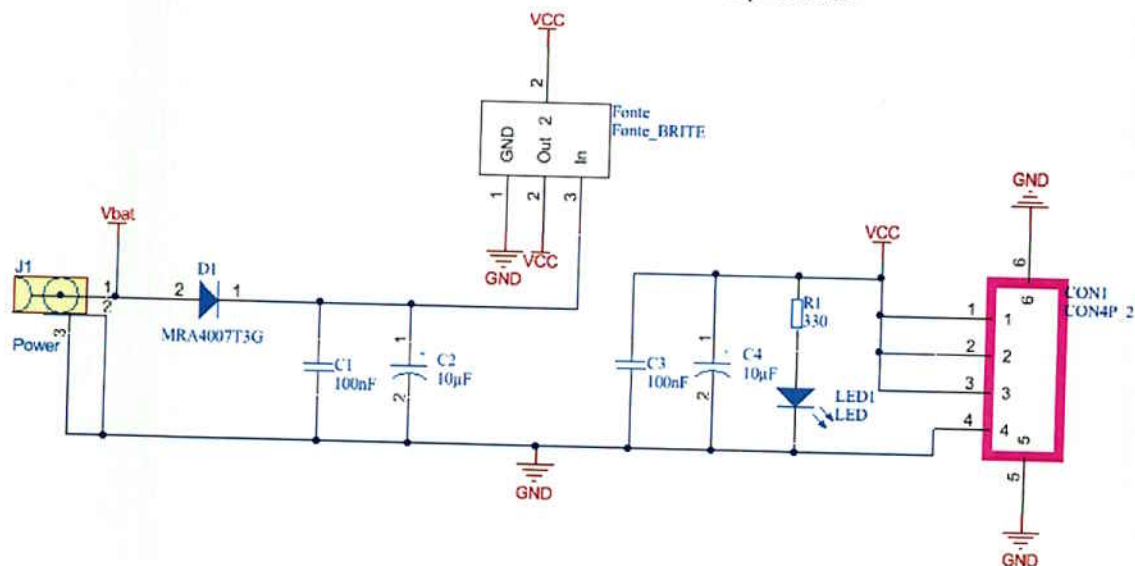 VCC
2
Fonte
Fonte_BRITE
GND
Out 2
In
1
2
3
GND
VCC
Vbat
J1
1
2
3
Power
D1
2
1
MRA4007T3G
C1
100nF
1
C2
10µF
2
GND
VCC
C3
100nF
1
C4
10µF
2
R1
330
LED1
LED
GND
6
6
CON1
CON4P_2
1
1
2
2
3
3
4
4
5
5
GND